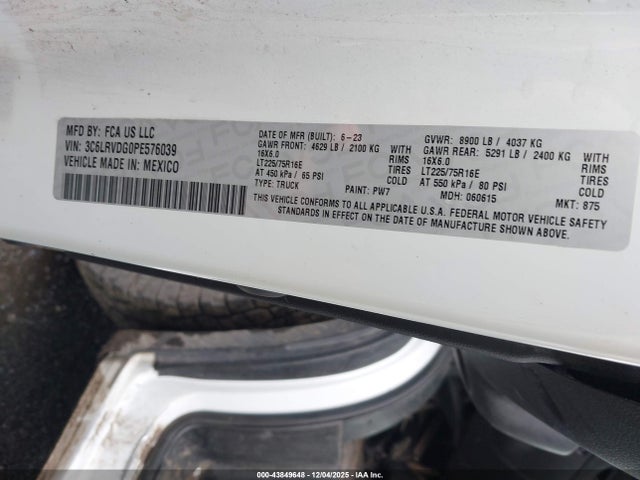 MFD BY: FCA US LLC
VIN: 3C6LRVDG0PE576039
VEHICLE MADE IN: MEXICO
DATE OF MFR (BUILT): 6-23
GAWR FRONT: 4629 LB / 2100 KG WITH
16X6.0 RIMS
LT225/75R16E TIRES
AT 450 kPa / 65 PSI COLD
TYPE: TRUCK PAINT: PW7
GVWR: 8900 LB / 4037 KG
GAWR REAR: 5291 LB / 2400 KG WITH
16X6.0 RIMS
LT225/75R16E TIRES
AT 550 kPa / 80 PSI COLD
MDH: 060615 MKT: 875
THIS VEHICLE CONFORMS TO ALL APPLICABLE U.S.A. FEDERAL MOTOR VEHICLE SAFETY
STANDARDS IN EFFECT ON THE DATE OF MANUFACTURE SHOWN ABOVE.
000-43849648 - 12/04/2025 - IAA Inc.